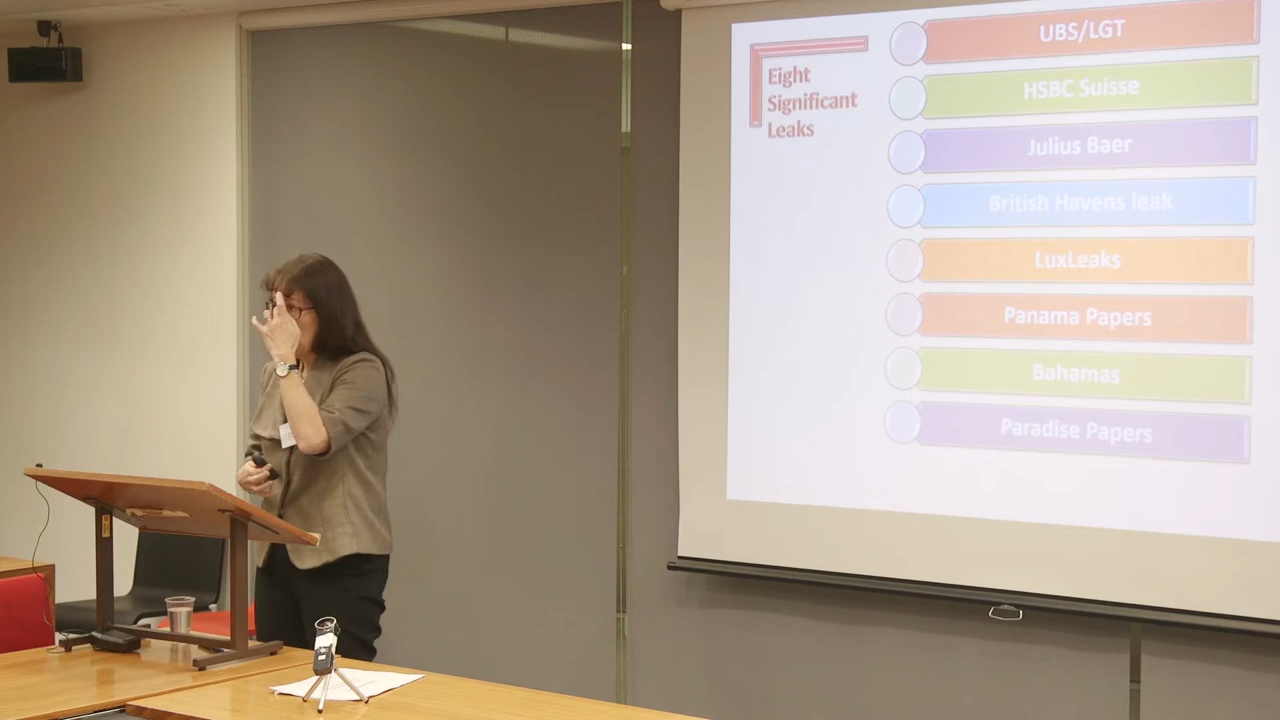 Eight
Significant
Leaks
UBS/LGT
HSBC Suisse
Julius Baer
British Havens leak
LuxLeaks
Panama Papers
Bahamas
Paradise Papers